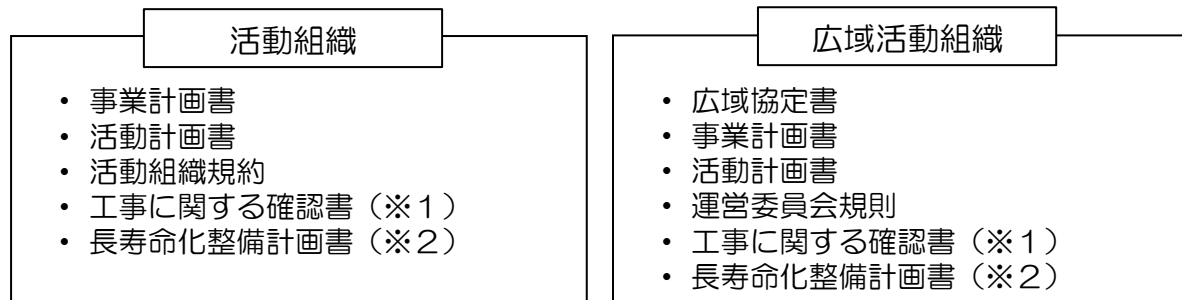 活動組織
・ 事業計画書
・ 活動計画書
・ 活動組織規約
・ 工事に関する確認書（※１）
・ 長寿命化整備計画書（※２）
広域活動組織
・ 広域協定書
・ 事業計画書
・ 活動計画書
・ 運営委員会規則
・ 工事に関する確認書（※１）
・ 長寿命化整備計画書（※２）